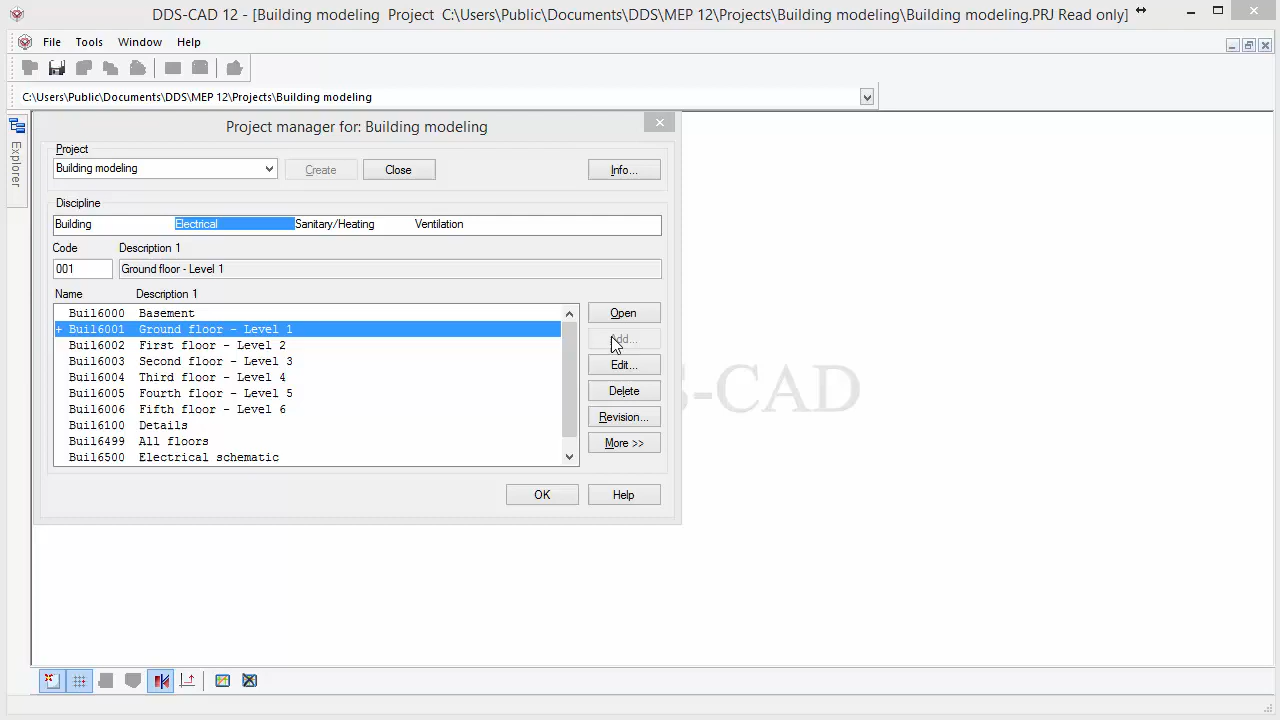 DDS-CAD 12 - [Building modeling  Project  C:\Users\Public\Documents\DDS\MEP 12\Projects\Building modeling\Building modeling.PRJ Read only]
File Tools Window Help
C:\Users\Public\Documents\DDS\MEP 12\Projects\Building modeling
Explorer
Project manager for: Building modeling
Project
Building modeling Create Close Info...
Discipline
Building Electrical Sanitary/Heating Ventilation
Code Description 1
001 Ground floor - Level 1
Name Description 1
Buil6000 Basement
+ Buil6001 Ground floor - Level 1
Buil6002 First floor - Level 2
Buil6003 Second floor - Level 3
Buil6004 Third floor - Level 4
Buil6005 Fourth floor - Level 5
Buil6006 Fifth floor - Level 6
Buil6100 Details
Buil6499 All floors
Buil6500 Electrical schematic
Open
Add...
Edit...
Delete
Revision...
More >>
OK Help
S-CAD